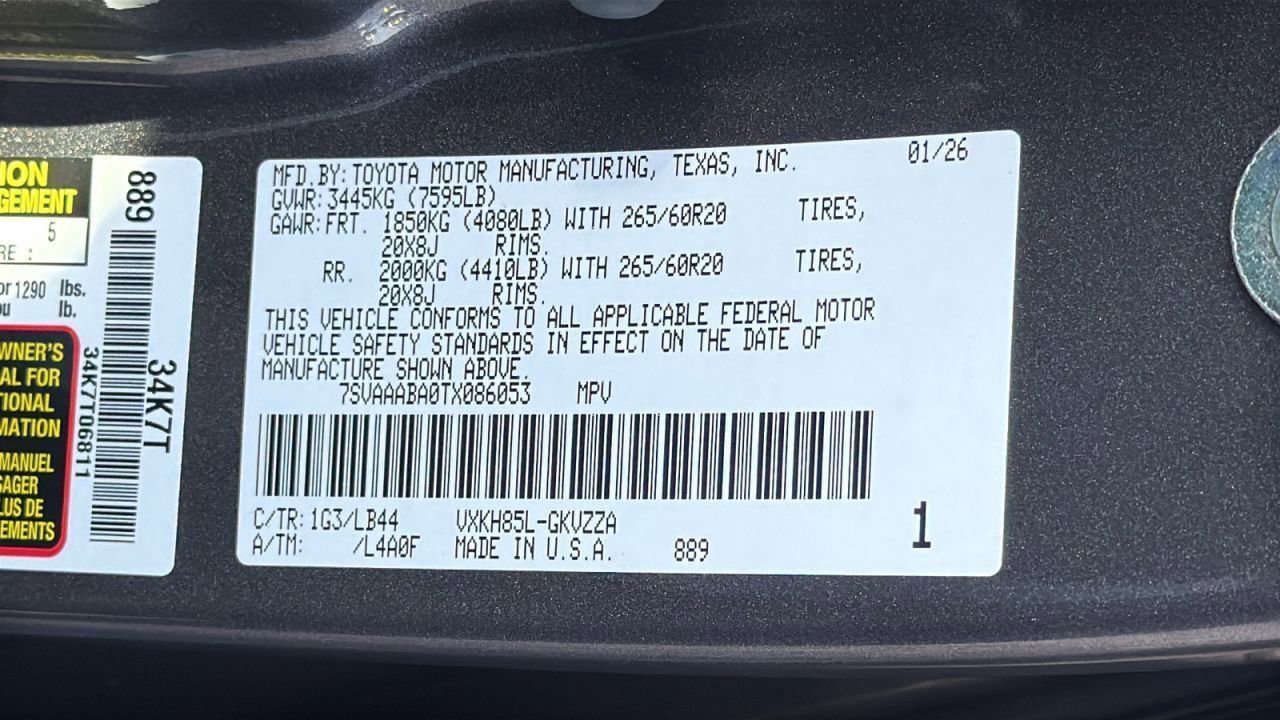 MFD.BY: TOYOTA MOTOR MANUFACTURING, TEXAS, INC. 01/26
GVWR: 3445KG (7595LB)
GAWR: FRT. 1850KG (4080LB) WITH 265/60R20 TIRES,
20X8J RIMS.
RR. 2000KG (4410LB) WITH 265/60R20 TIRES,
20X8J RIMS.
THIS VEHICLE CONFORMS TO ALL APPLICABLE FEDERAL MOTOR
VEHICLE SAFETY STANDARDS IN EFFECT ON THE DATE OF
MANUFACTURE SHOWN ABOVE.
7SVAAABA0TX086053 MPV
C/TR: 1G3/LB44 VXKH85L-GKVZZA
A/TM: /L4A0F MADE IN U.S.A. 889
1
ION
GEMENT
5
RE :
or 1290 lbs.
ou lb.
WNER'S
AL FOR
TIONAL
MATION
MANUEL
SAGER
LUS DE
EMENTS
889
34K7T06811
34K7T